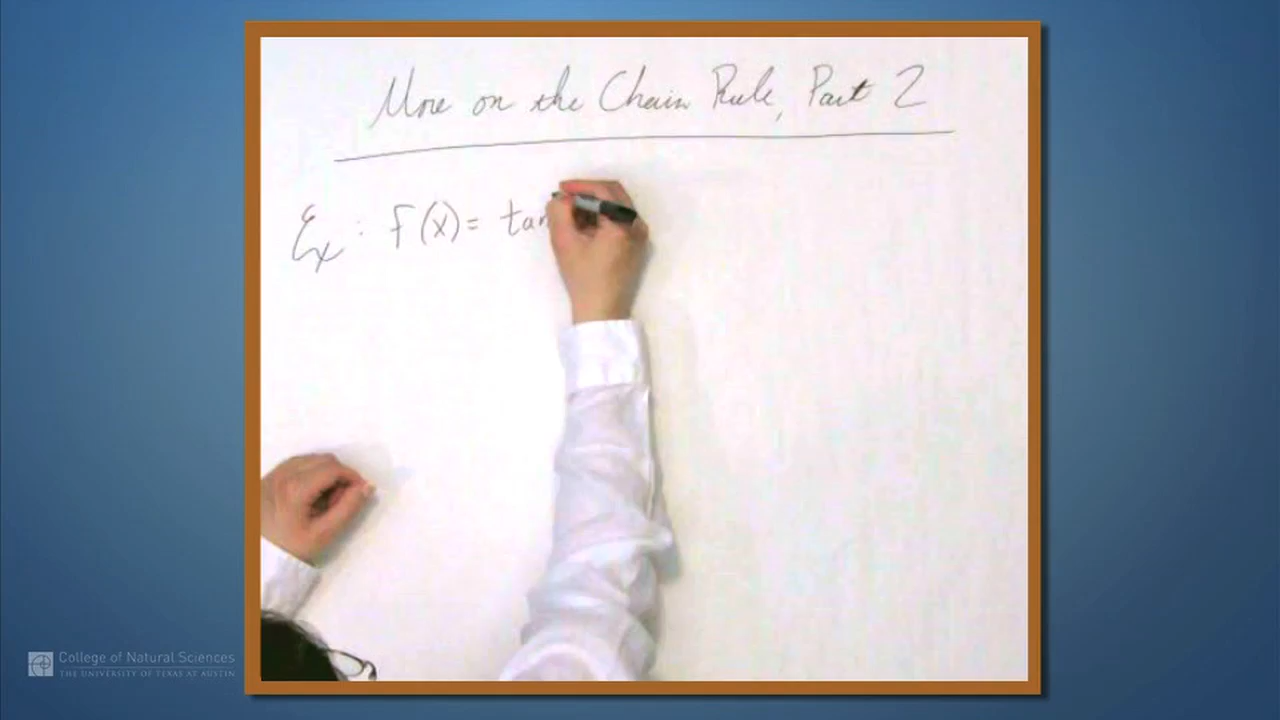 More on the Chain Rule, Part 2
Ex: f(x) = tan
College of Natural Sciences
THE UNIVERSITY OF TEXAS AT AUSTIN